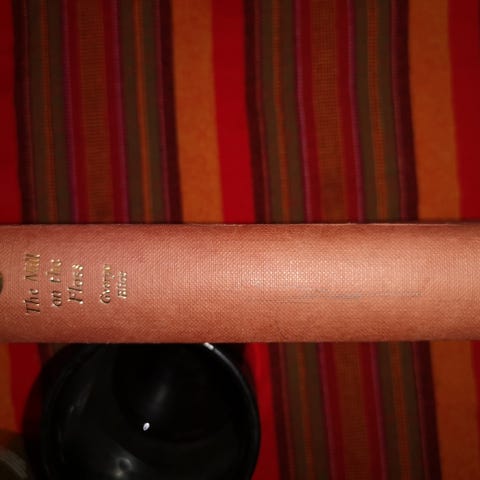 The Mill
on the
Floss
George
Eliot